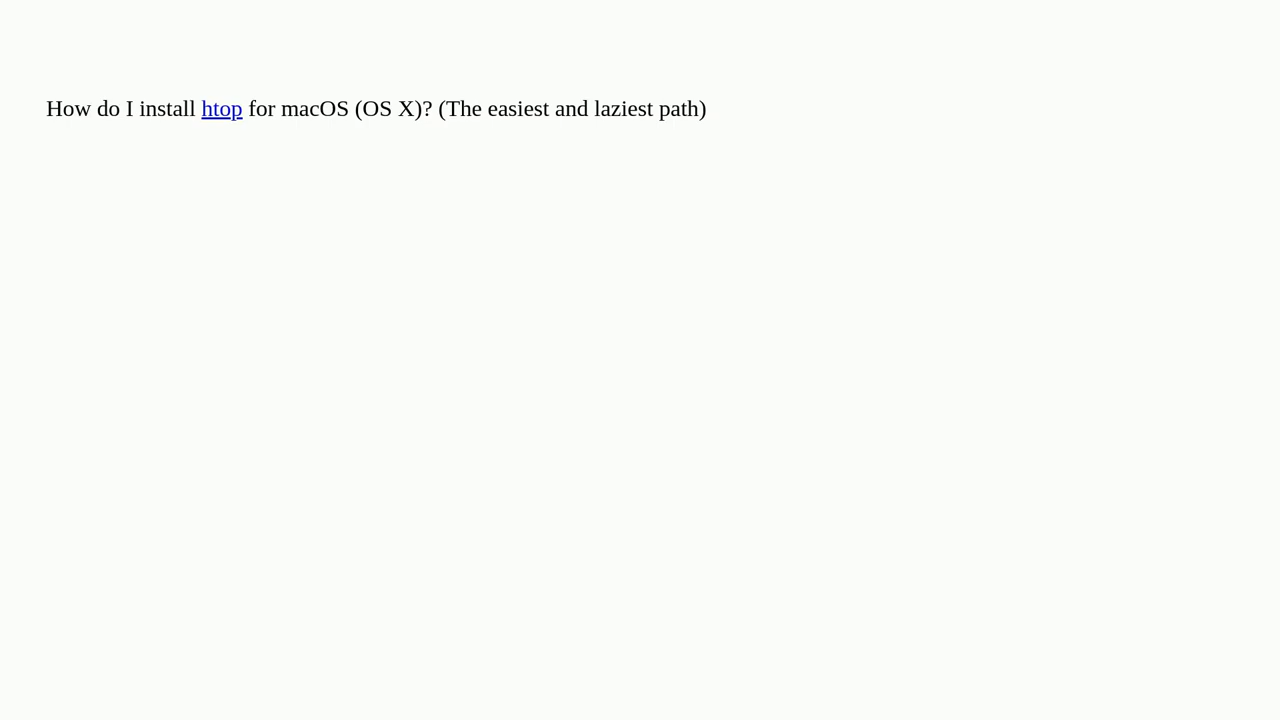 How do I install htop for macOS (OS X)? (The easiest and laziest path)